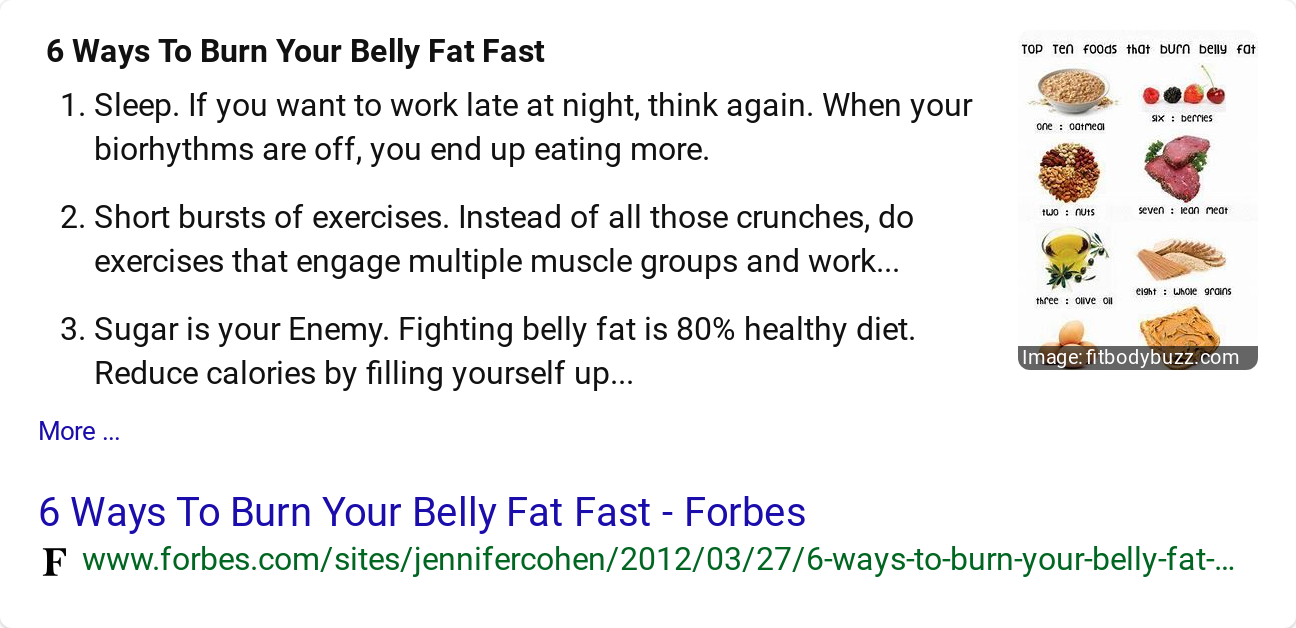 6 Ways To Burn Your Belly Fat Fast
1. Sleep. If you want to work late at night, think again. When your
biorhythms are off, you end up eating more.
2. Short bursts of exercises. Instead of all those crunches, do
exercises that engage multiple muscle groups and work...
3. Sugar is your Enemy. Fighting belly fat is 80% healthy diet.
Reduce calories by filling yourself up...
More ...
TOP Ten foods that burn belly fat
one : oatmeal
six : berries
two : nuts
seven : lean meat
three : olive oil
eight : whole grains
Image: fitbodybuzz.com
6 Ways To Burn Your Belly Fat Fast - Forbes
F www.forbes.com/sites/jennifercohen/2012/03/27/6-ways-to-burn-your-belly-fat-...